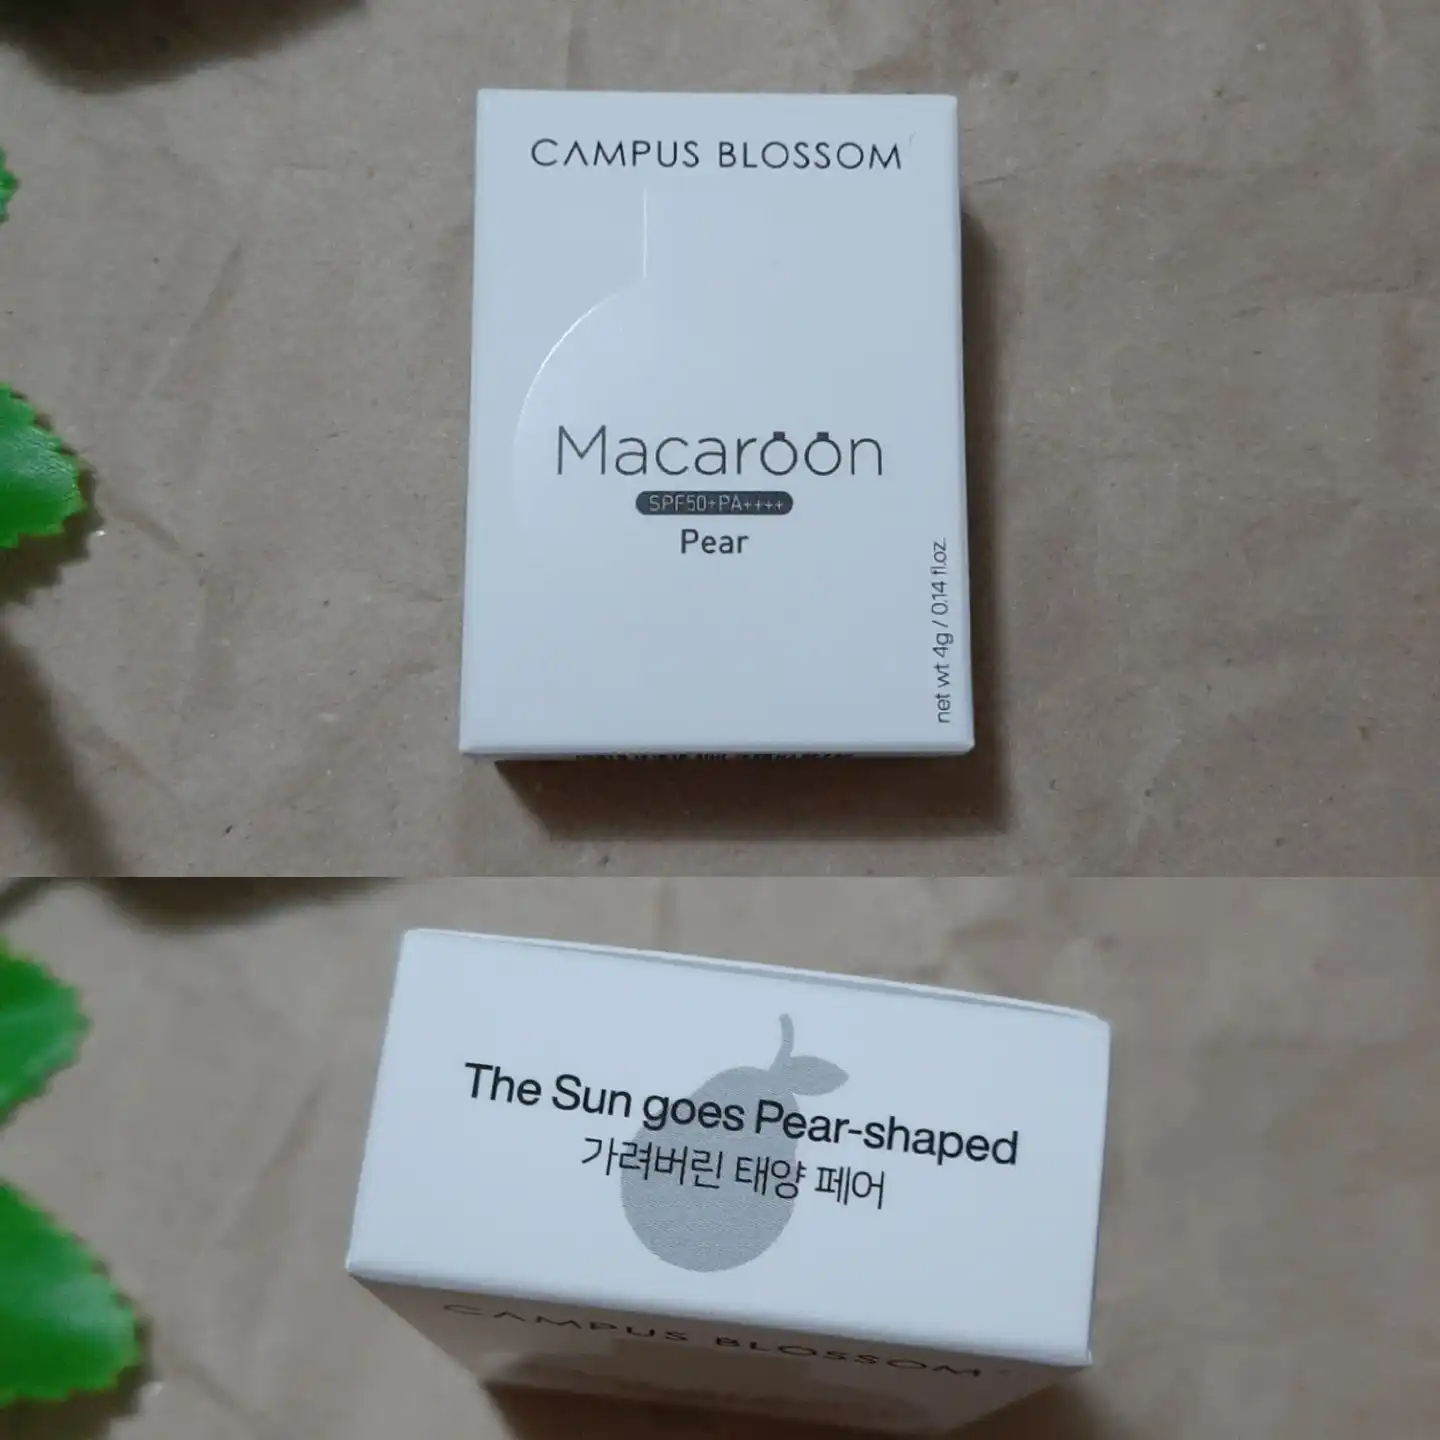 CAMPUS BLOSSOM
Macaroon
SPF50+PA++++
Pear
net wt 4g / 0.14 fl.oz.
The Sun goes Pear-shaped
가려버린 태양 페어
CAMPUS BLOSSOM